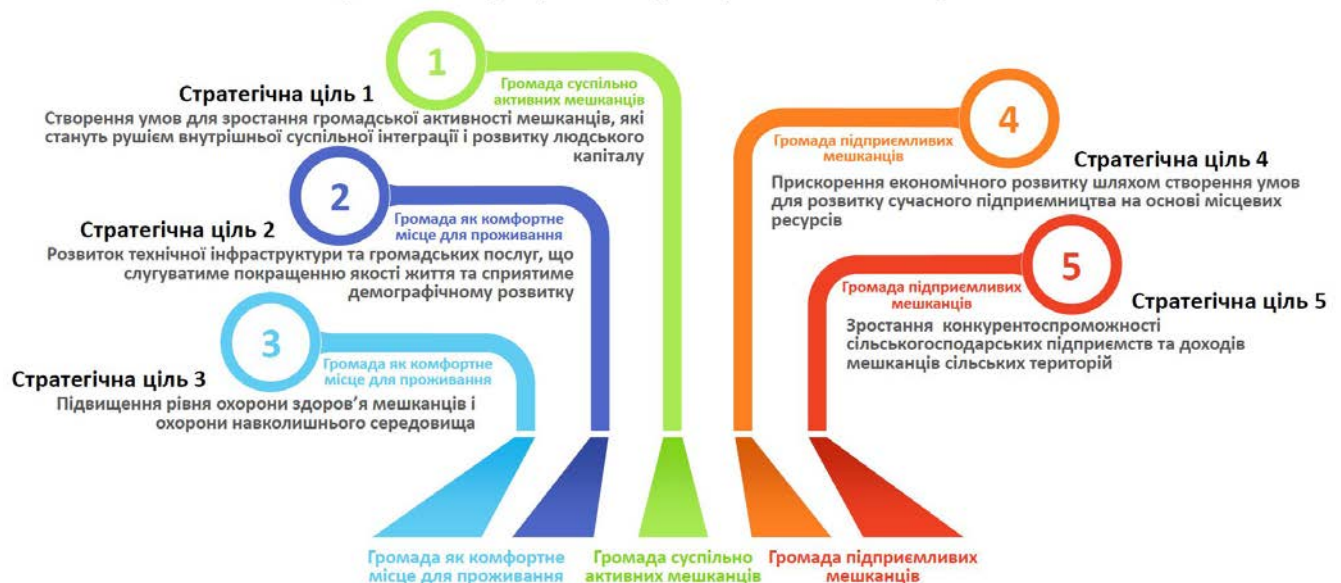 1
Громада суспільно
активних мешканців
Стратегічна ціль 1
Створення умов для зростання громадської активності мешканців, які
стануть рушієм внутрішньої суспільної інтеграції і розвитку людського
капіталу
2
Громада як комфортне
місце для проживання
Стратегічна ціль 2
Розвиток технічної інфраструктури та громадських послуг, що
слугуватиме покращенню якості життя та сприятиме
демографічному розвитку
3
Громада як комфортне
місце для проживання
Стратегічна ціль 3
Підвищення рівня охорони здоров’я мешканців і
охорони навколишнього середовища
4
Громада підприємливих
мешканців
Стратегічна ціль 4
Прискорення економічного розвитку шляхом створення умов
для розвитку сучасного підприємництва на основі місцевих
ресурсів
5
Громада підприємливих
мешканців
Стратегічна ціль 5
Зростання конкурентоспроможності
сільськогосподарських підприємств та доходів
мешканців сільських територій
Громада як комфортне
місце для проживання
Громада суспільно
активних мешканців
Громада підприємливих
мешканців